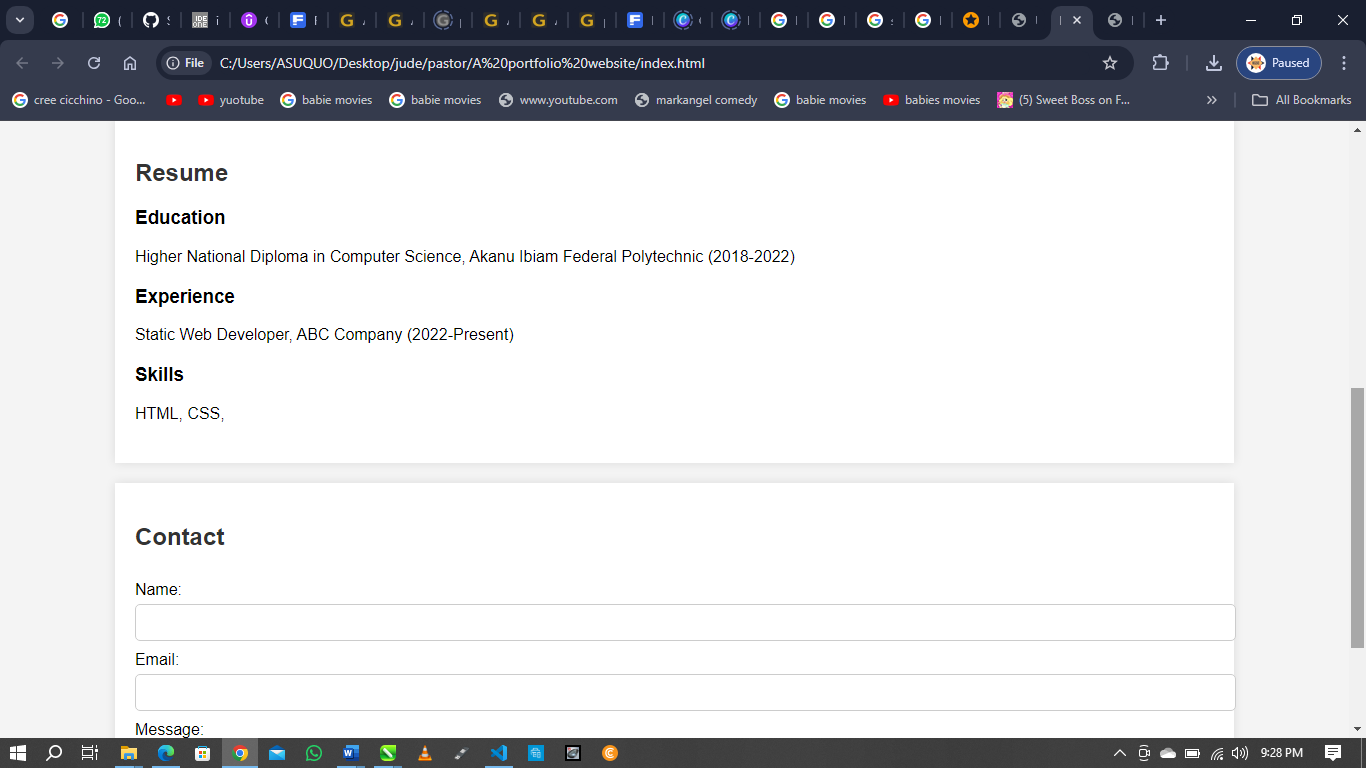 File
C:/Users/ASUQUO/Desktop/jude/pastor/A%20portfolio%20website/index.html
Paused
cree cicchino - Goo...
yuotube
babie movies
babie movies
www.youtube.com
markangel comedy
babie movies
babies movies
(5) Sweet Boss on F...
»
All Bookmarks
Resume
Education
Higher National Diploma in Computer Science, Akanu Ibiam Federal Polytechnic (2018-2022)
Experience
Static Web Developer, ABC Company (2022-Present)
Skills
HTML, CSS,
Contact
Name:
Email:
Message:
9:28 PM